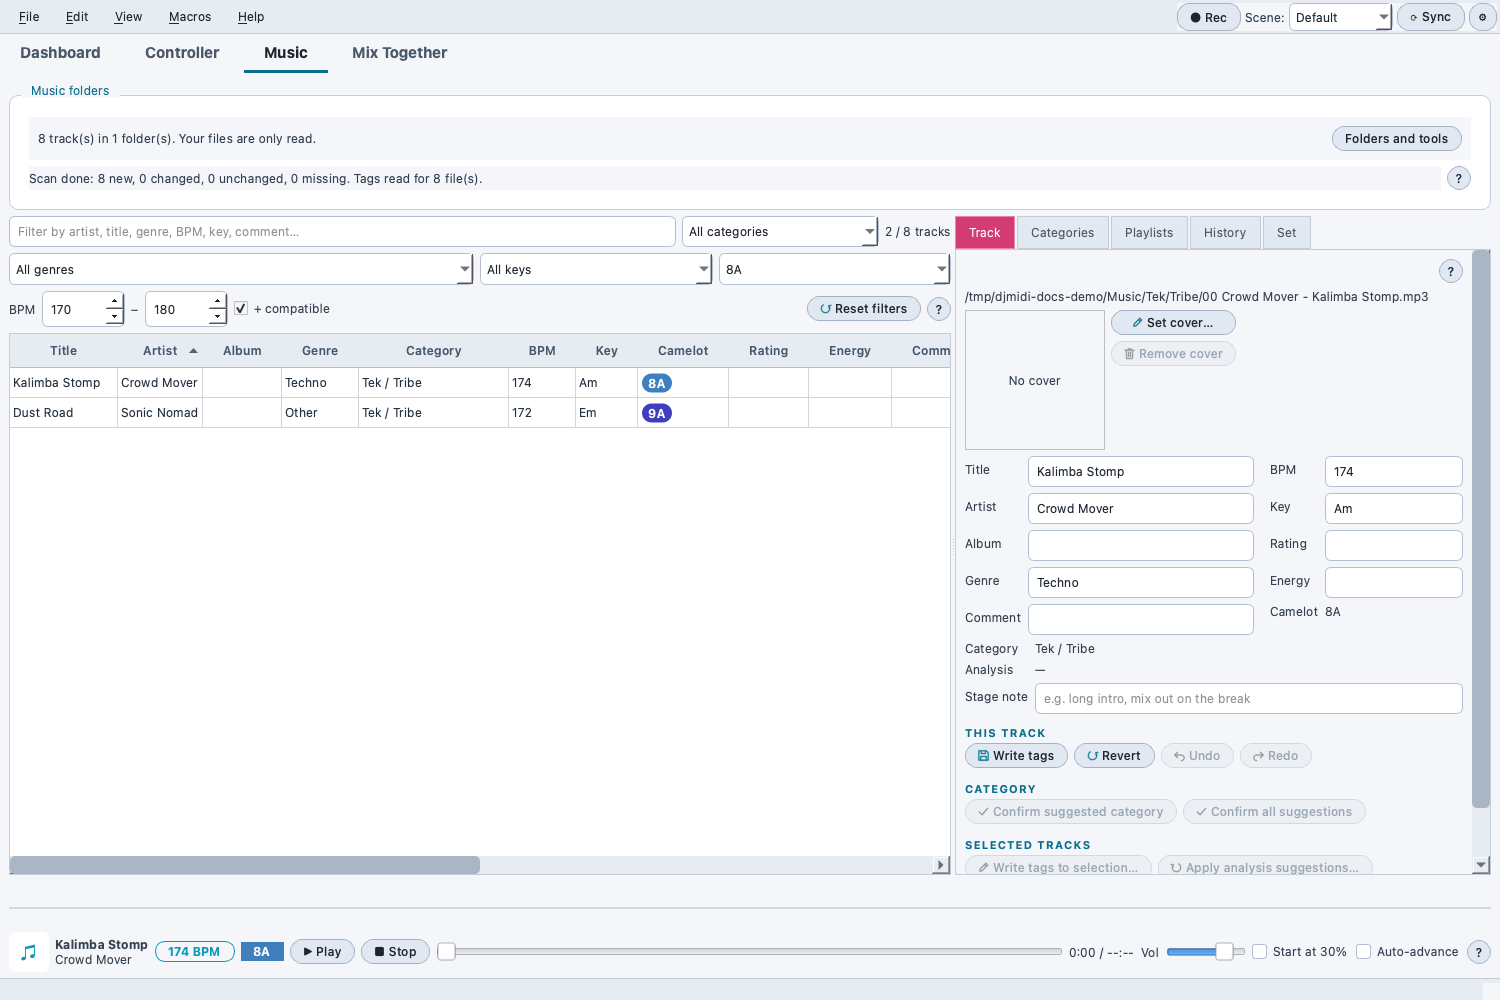 File Edit View Macros Help Rec Scene: Default Sync
Dashboard Controller Music Mix Together
Music folders
8 track(s) in 1 folder(s). Your files are only read. Folders and tools
Scan done: 8 new, 0 changed, 0 unchanged, 0 missing. Tags read for 8 file(s). ?
Filter by artist, title, genre, BPM, key, comment... All categories 2 / 8 tracks
All genres All keys 8A
BPM 170 – 180 + compatible Reset filters ?
Title Artist Album Genre Category BPM Key Camelot Rating Energy Comm
Kalimba Stomp Crowd Mover Techno Tek / Tribe 174 Am 8A
Dust Road Sonic Nomad Other Tek / Tribe 172 Em 9A
Track Categories Playlists History Set
?
/tmp/djmidi-docs-demo/Music/Tek/Tribe/00 Crowd Mover - Kalimba Stomp.mp3
No cover
Set cover...
Remove cover
Title Kalimba Stomp BPM 174
Artist Crowd Mover Key Am
Album Rating
Genre Techno Energy
Comment Camelot 8A
Category Tek / Tribe
Analysis —
Stage note e.g. long intro, mix out on the break
THIS TRACK
Write tags Revert Undo Redo
CATEGORY
Confirm suggested category Confirm all suggestions
SELECTED TRACKS
Write tags to selection... Apply analysis suggestions...
Kalimba Stomp
Crowd Mover
174 BPM 8A Play Stop 0:00 / --:-- Vol Start at 30% Auto-advance ?